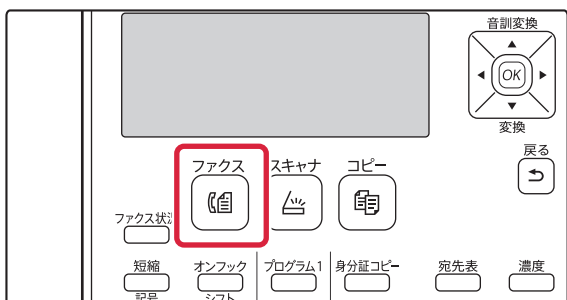 音訓変換
OK
変換
戻る
ファクス
スキャナ
コピー
ファクス状況
短縮
オンフック
プログラム1
身分証コピー
宛先表
濃度
記号
シフト